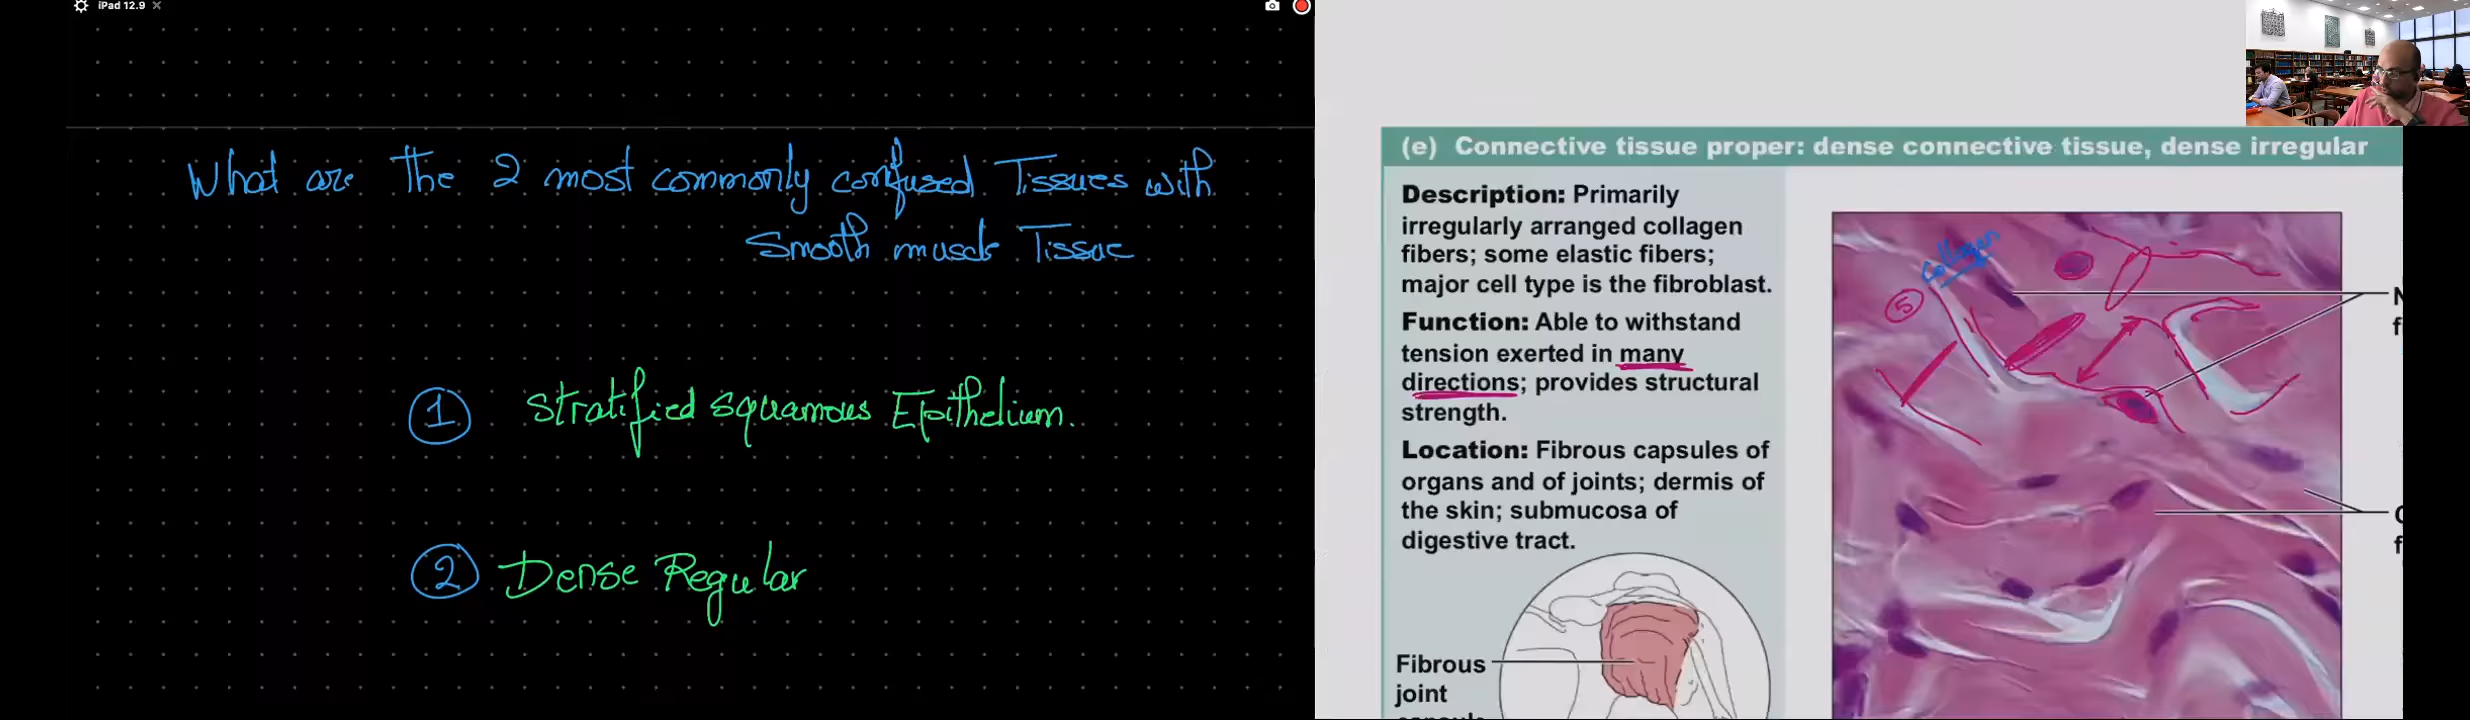 iPad 12.9
What are the 2 most commonly confused Tissues with
Smooth muscle Tissue
1 Stratified Squamous Epithelium.
2 Dense Regular
(e) Connective tissue proper: dense connective tissue, dense irregular
Description: Primarily
irregularly arranged collagen
fibers; some elastic fibers;
major cell type is the fibroblast.
Function: Able to withstand
tension exerted in many
directions; provides structural
strength.
Location: Fibrous capsules of
organs and of joints; dermis of
the skin; submucosa of
digestive tract.
Fibrous
joint
Collagen
5
N
f
f